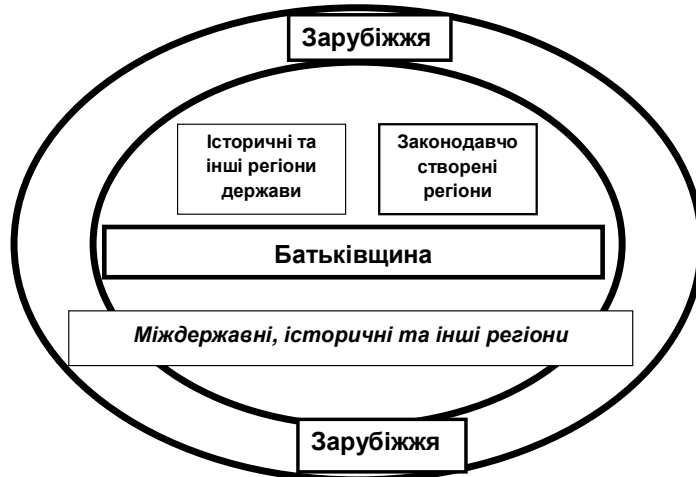 Зарубіжжя
Історичні та
інші регіони
держави
Законодавчо
створені
регіони
Батьківщина
Міждержавні, історичні та інші регіони
Зарубіжжя